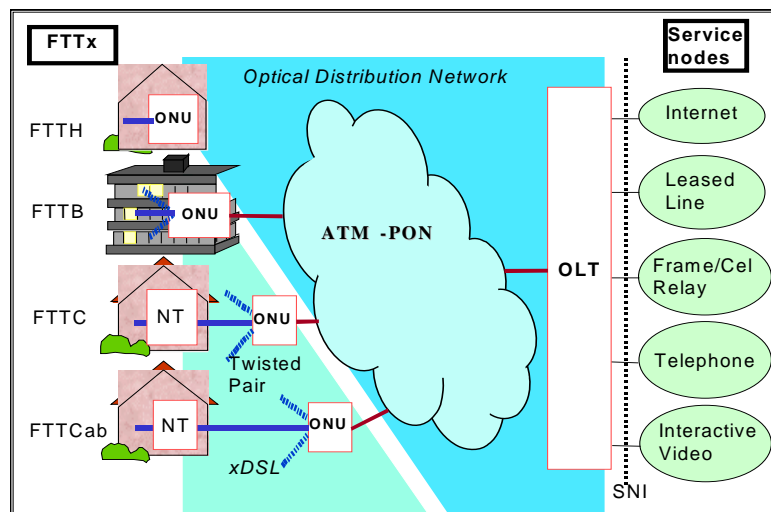 FTTx
Service
nodes
Optical Distribution Network
FTTH
ONU
Internet
FTTB
ONU
Leased
Line
ATM -PON
OLT
Frame/Cel
Relay
FTTC
NT
ONU
Twisted
Pair
Telephone
FTTCab
NT
ONU
xDSL
Interactive
Video
SNI